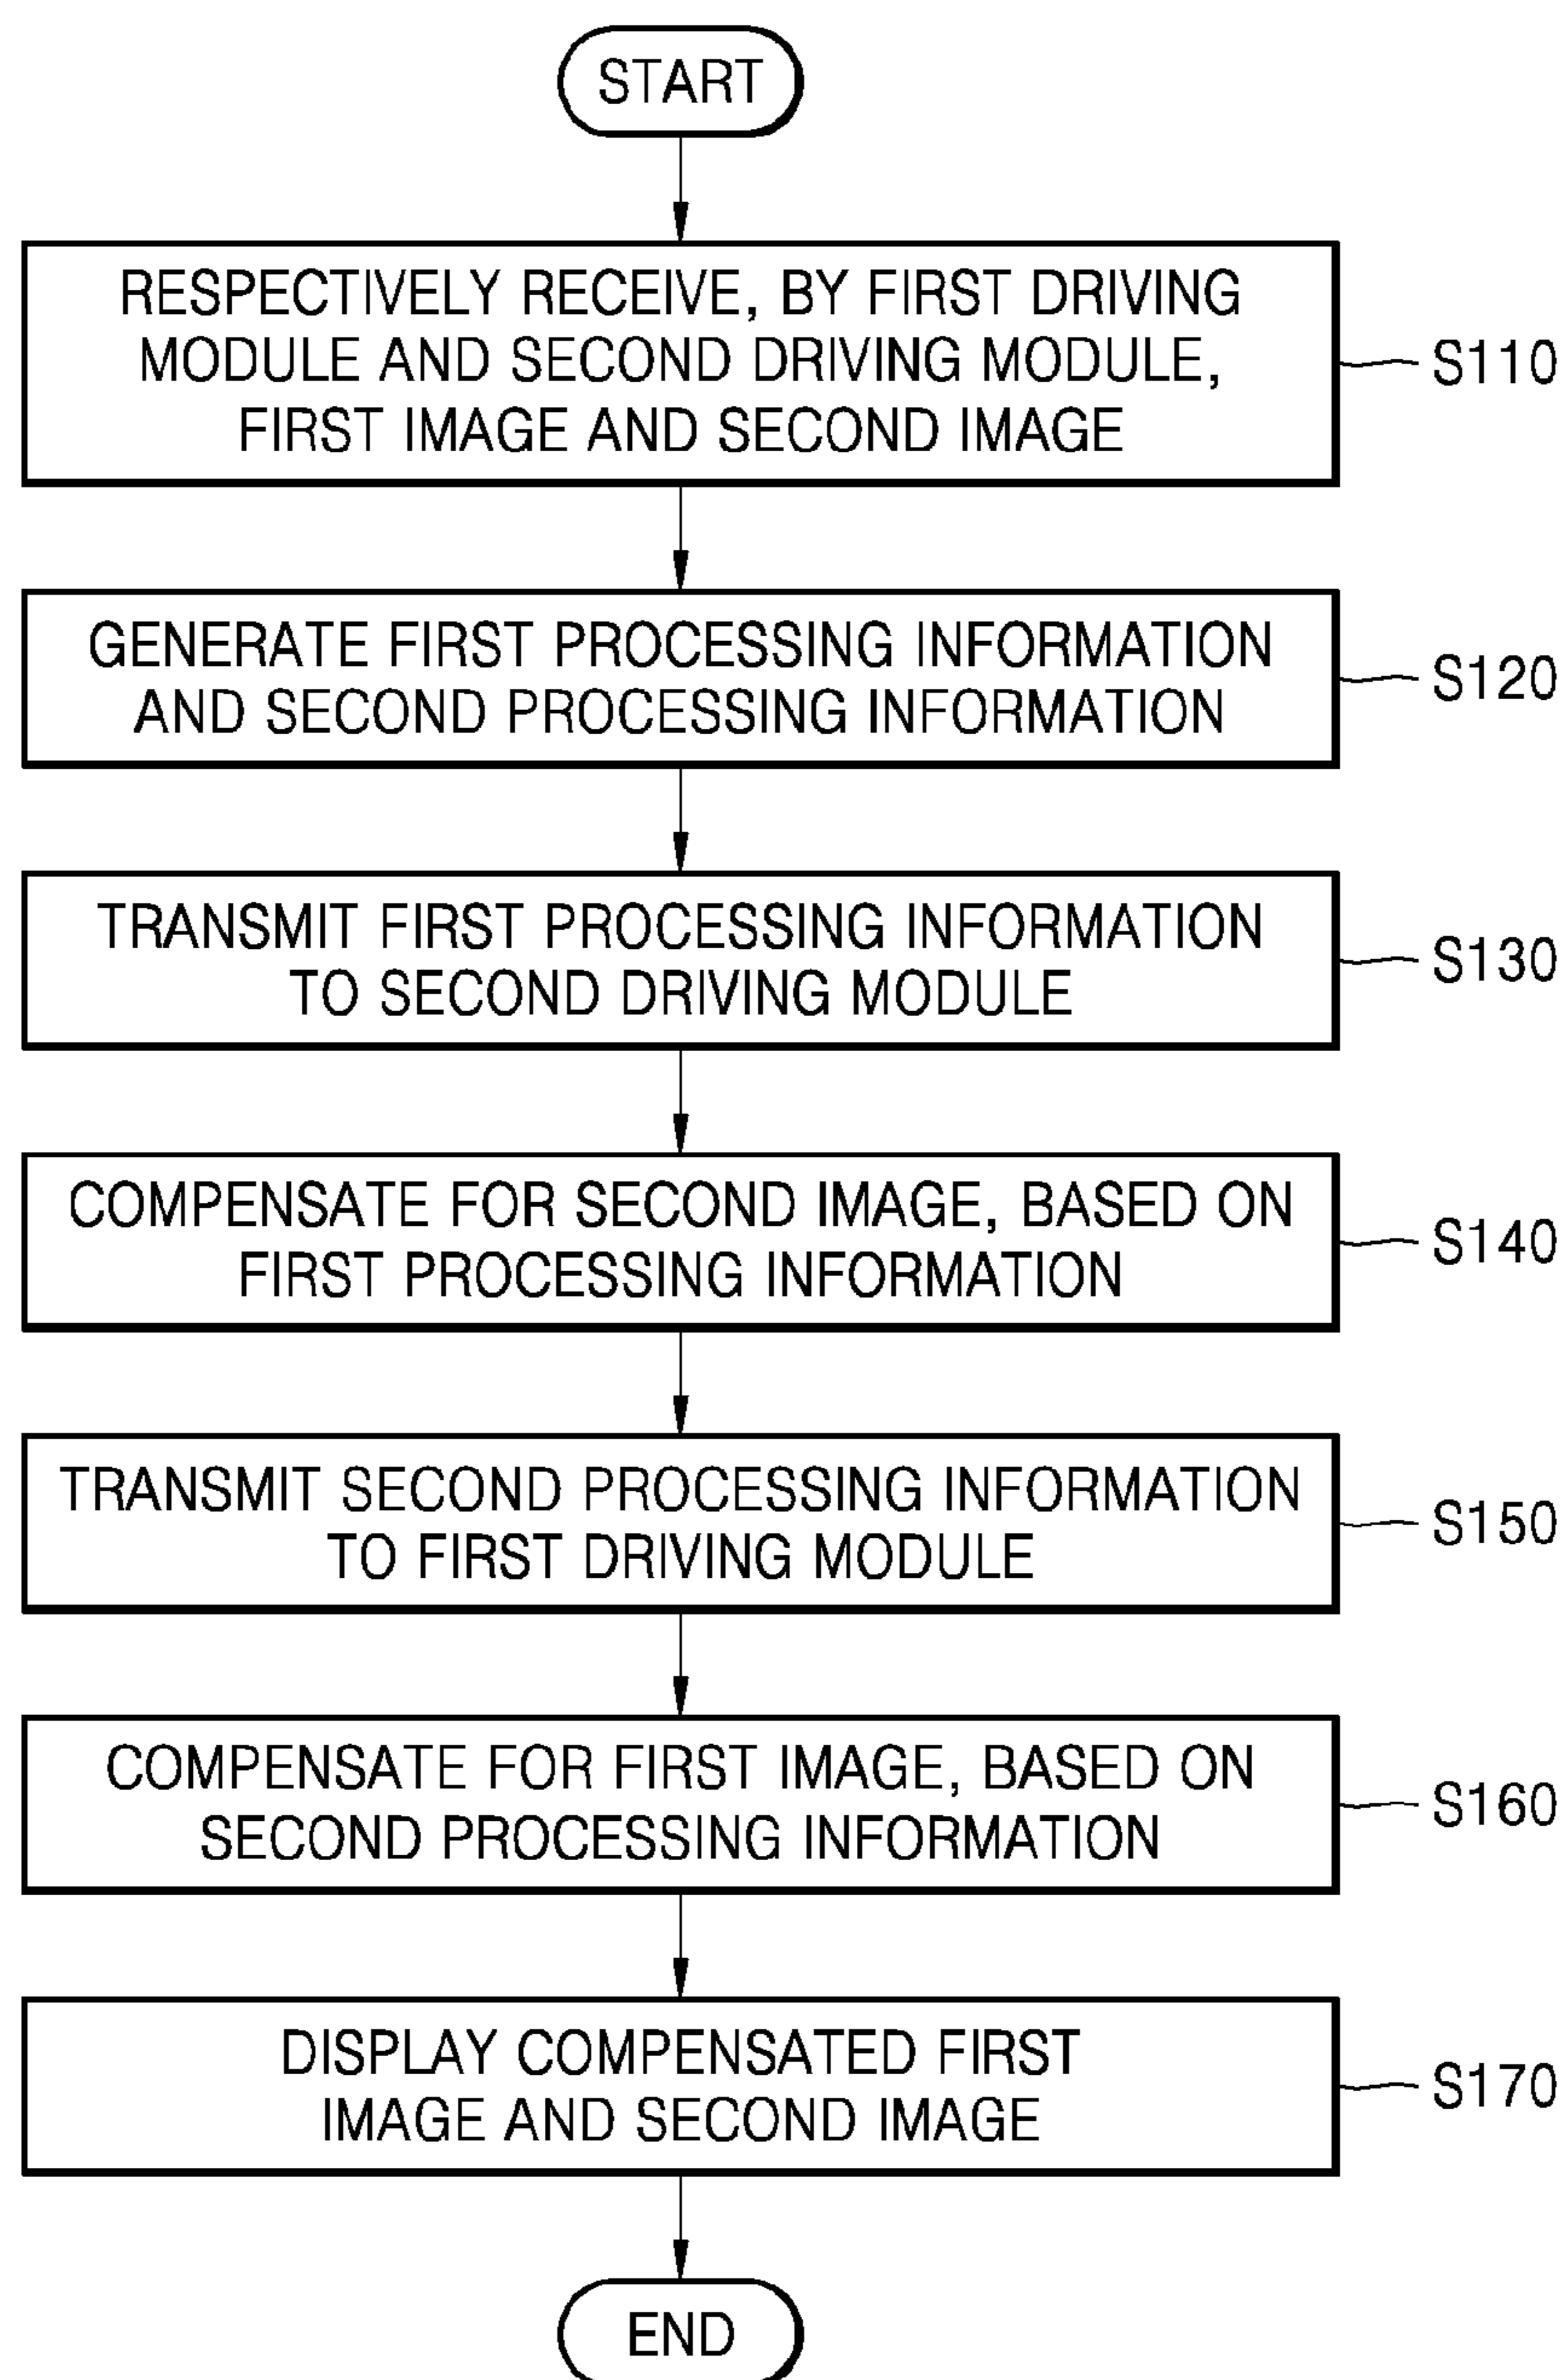 START
RESPECTIVELY RECEIVE, BY FIRST DRIVING
MODULE AND SECOND DRIVING MODULE,
FIRST IMAGE AND SECOND IMAGE
S110
GENERATE FIRST PROCESSING INFORMATION
AND SECOND PROCESSING INFORMATION
S120
TRANSMIT FIRST PROCESSING INFORMATION
TO SECOND DRIVING MODULE
S130
COMPENSATE FOR SECOND IMAGE, BASED ON
FIRST PROCESSING INFORMATION
S140
TRANSMIT SECOND PROCESSING INFORMATION
TO FIRST DRIVING MODULE
S150
COMPENSATE FOR FIRST IMAGE, BASED ON
SECOND PROCESSING INFORMATION
S160
DISPLAY COMPENSATED FIRST
IMAGE AND SECOND IMAGE
S170
END